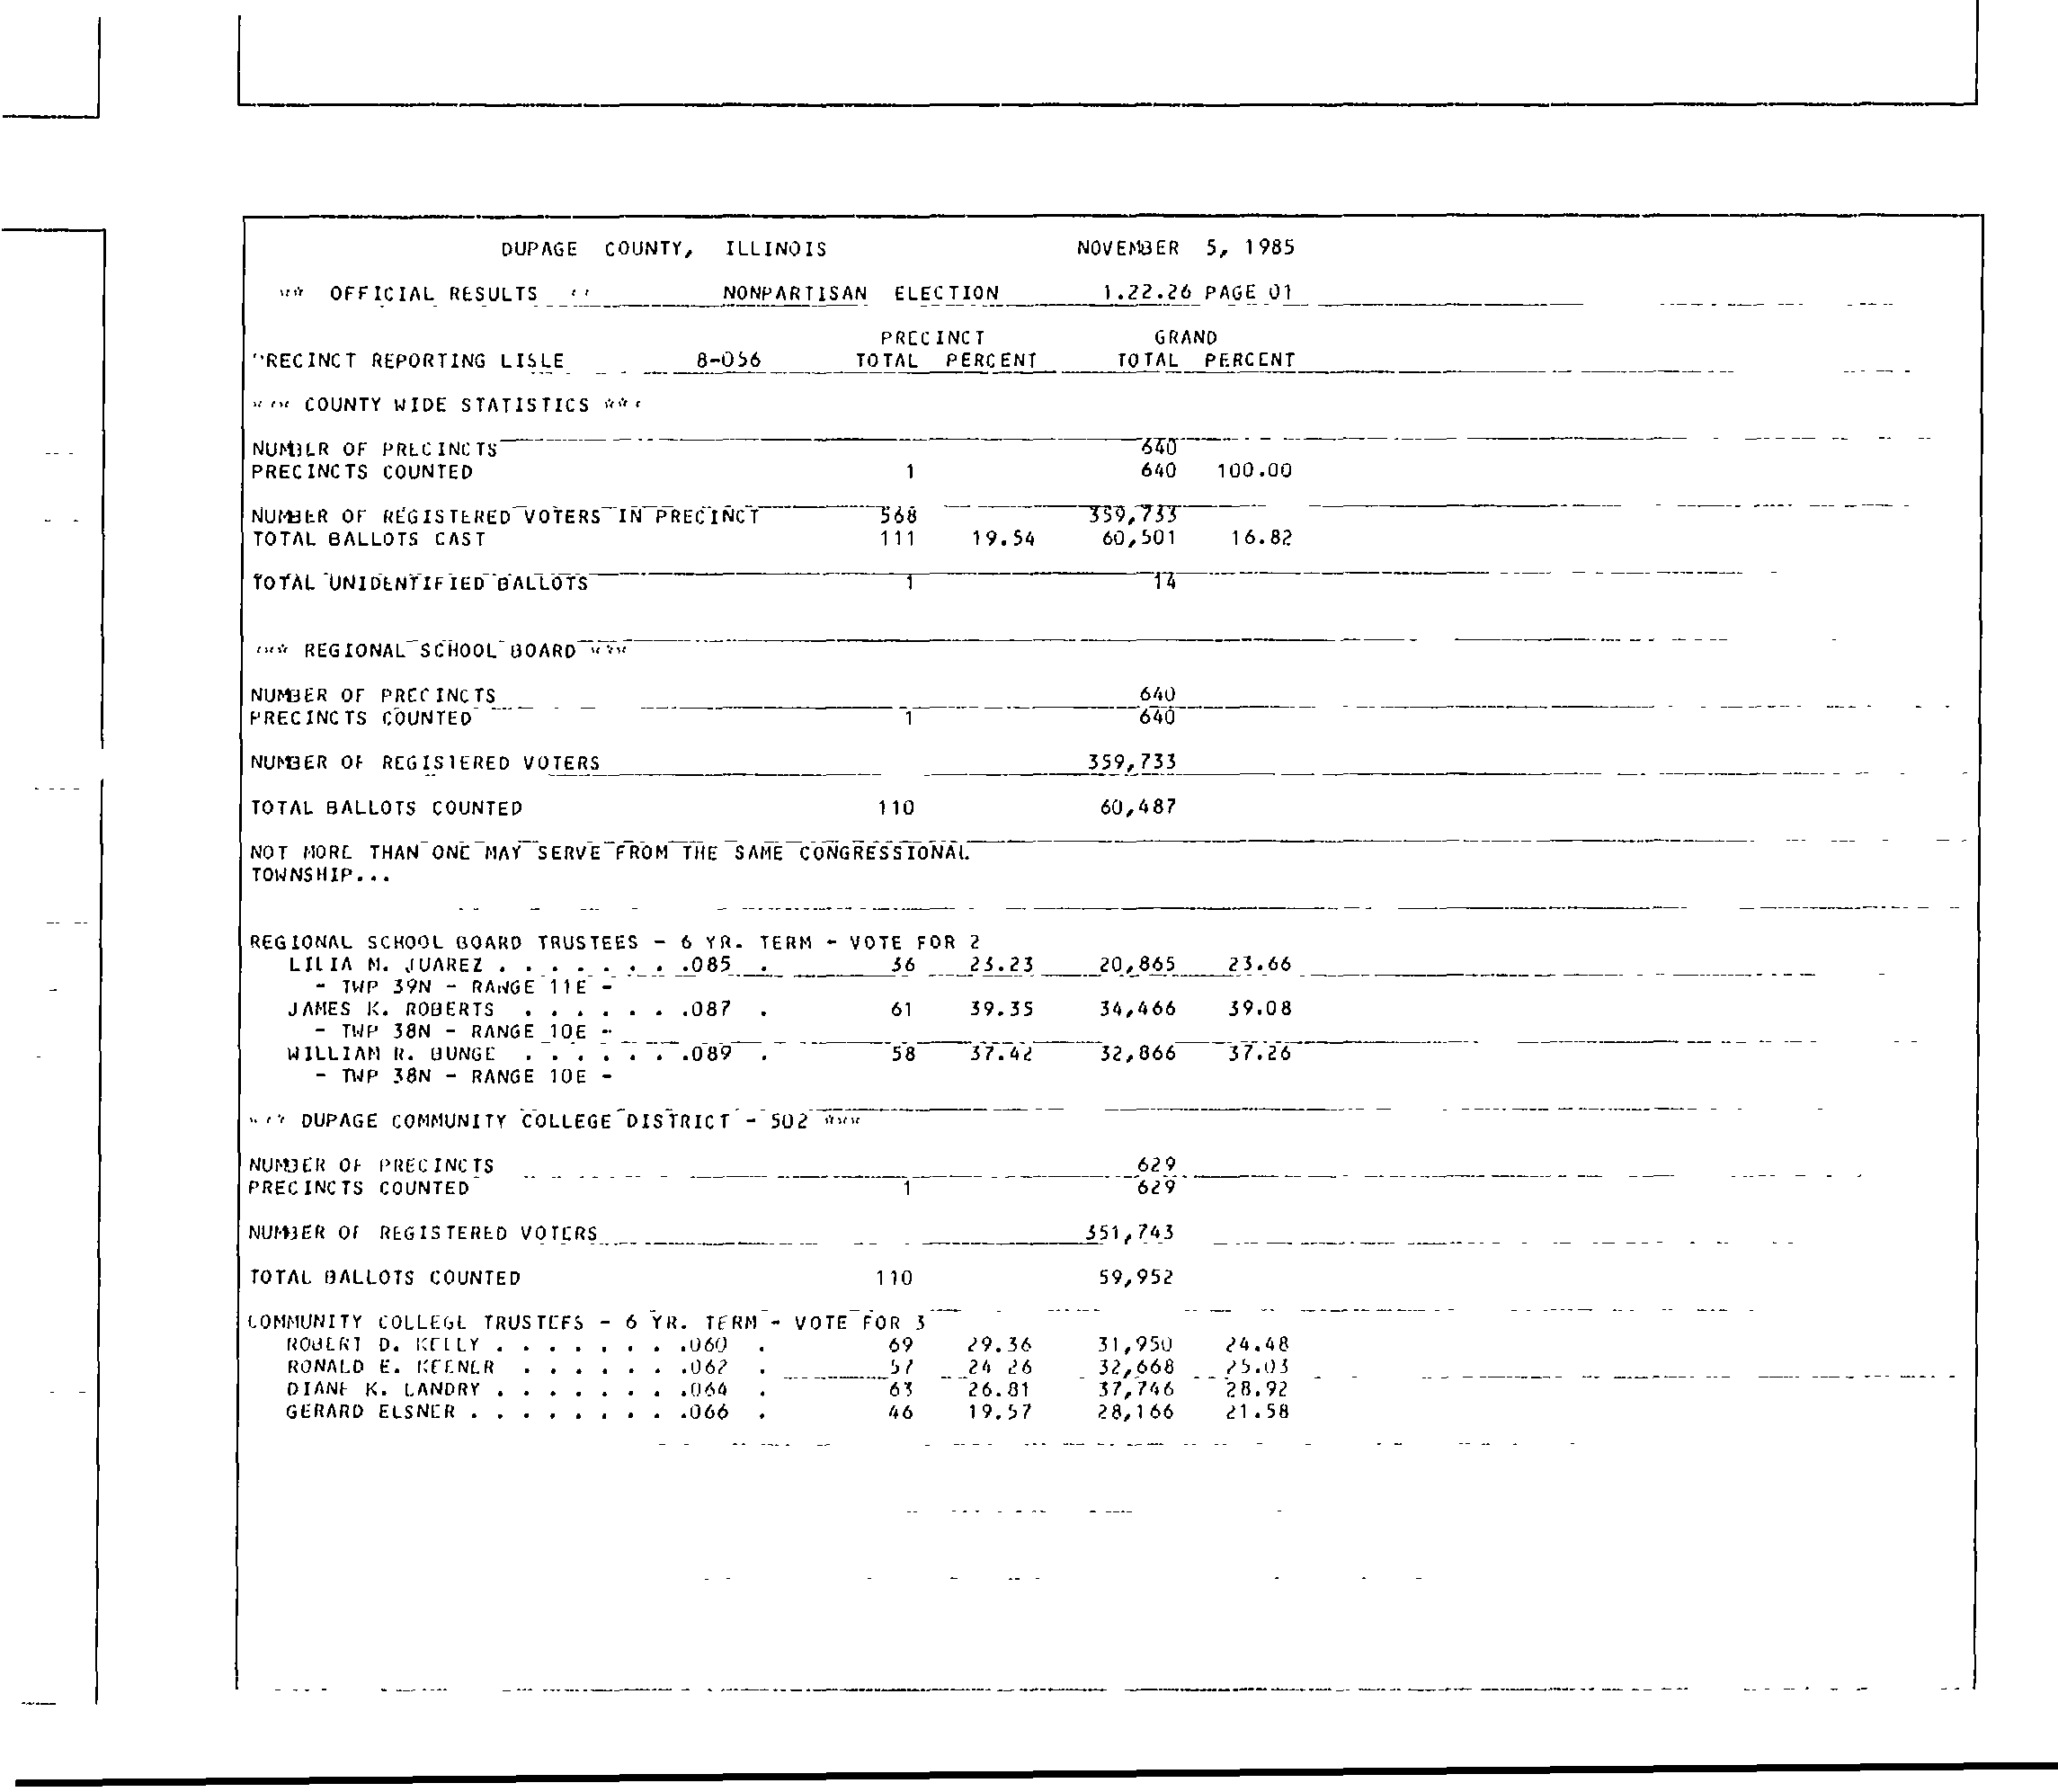 DUPAGE COUNTY, ILLINOIS NOVEMBER 5, 1985
** OFFICIAL RESULTS ** NONPARTISAN ELECTION 1.22.26 PAGE 01
PRECINCT GRAND
PRECINCT REPORTING LISLE 8-056 TOTAL PERCENT TOTAL PERCENT
*** COUNTY WIDE STATISTICS ***
NUMBER OF PRECINCTS 640
PRECINCTS COUNTED 1 640 100.00
NUMBER OF REGISTERED VOTERS IN PRECINCT 568 359,733
TOTAL BALLOTS CAST 111 19.54 60,501 16.82
TOTAL UNIDENTIFIED BALLOTS 1 14
*** REGIONAL SCHOOL BOARD ***
NUMBER OF PRECINCTS 640
PRECINCTS COUNTED 1 640
NUMBER OF REGISTERED VOTERS 359,733
TOTAL BALLOTS COUNTED 110 60,487
NOT MORE THAN ONE MAY SERVE FROM THE SAME CONGRESSIONAL
TOWNSHIP...
REGIONAL SCHOOL BOARD TRUSTEES - 6 YR. TERM - VOTE FOR 2
LILIA M. JUAREZ . . . . . . . .085 . 36 23.23 20,865 23.66
- TWP 39N - RANGE 11E -
JAMES K. ROBERTS . . . . . . .087 . 61 39.35 34,466 39.08
- TWP 38N - RANGE 10E -
WILLIAM R. BUNGE . . . . . . .089 . 58 37.42 32,866 37.26
- TWP 38N - RANGE 10E -
*** DUPAGE COMMUNITY COLLEGE DISTRICT - 502 ***
NUMBER OF PRECINCTS 629
PRECINCTS COUNTED 1 629
NUMBER OF REGISTERED VOTERS 351,743
TOTAL BALLOTS COUNTED 110 59,952
COMMUNITY COLLEGE TRUSTEES - 6 YR. TERM - VOTE FOR 3
ROBERT D. KELLY . . . . . . . .060 . 69 29.36 31,950 24.48
RONALD E. KEENER . . . . . . .062 . 57 24.26 32,668 25.03
DIANE K. LANDRY . . . . . . . .064 . 63 26.81 37,746 28.92
GERARD ELSNER . . . . . . . . .066 . 46 19.57 28,166 21.58